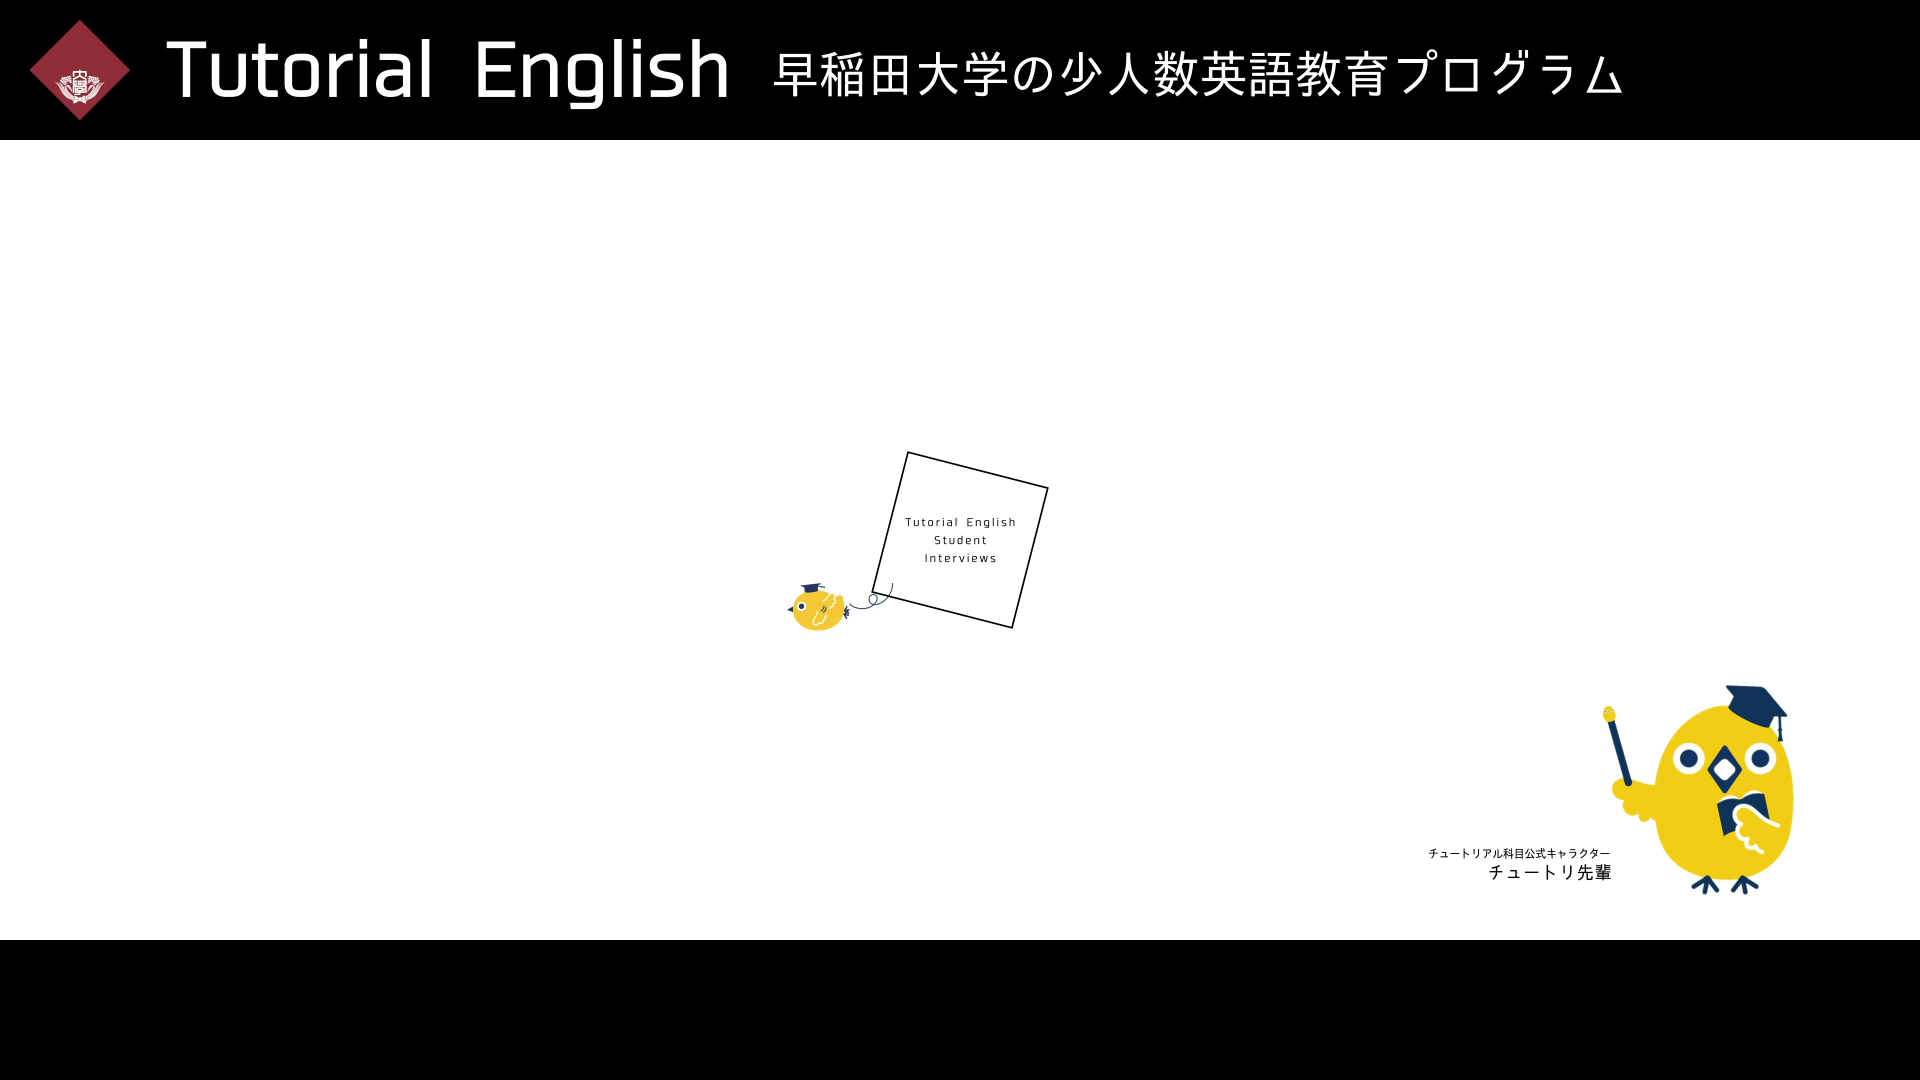 Tutorial English 早稲田大学の少人数英語教育プログラム
Tutorial English
Student
Interviews
チュートリアル科目公式キャラクター
チュートリ先輩